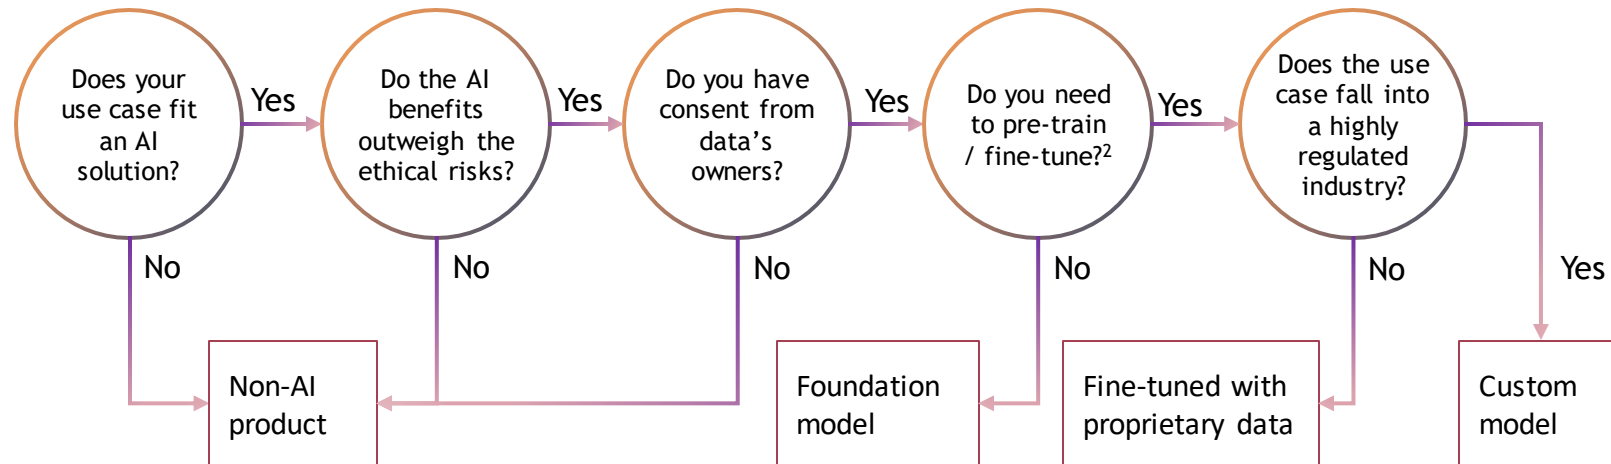 Does your
use case fit
an AI
solution?
Yes
Do the AI
benefits
outweigh the
ethical risks?
Yes
Do you have
consent from
data's
owners?
Yes
Do you need
to pre-train
/ fine-tune?²
Yes
Does the use
case fall into
a highly
regulated
industry?
No
No
No
No
No
Yes
Non-AI
product
Foundation
model
Fine-tuned with
proprietary data
Custom
model